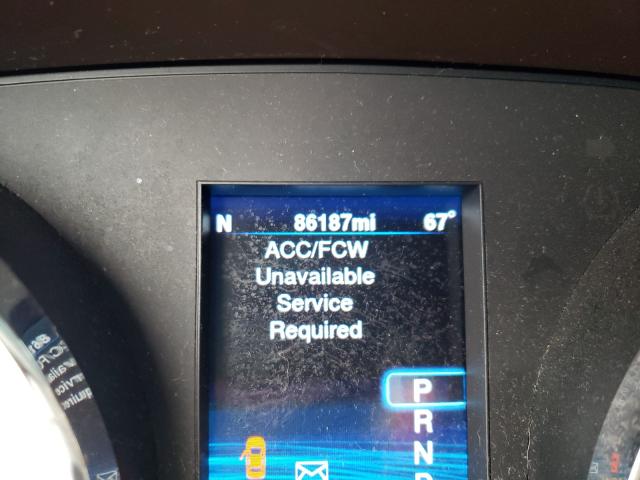 N 86187mi 67°
ACC/FCW
Unavailable
Service
Required
P
R
N
D